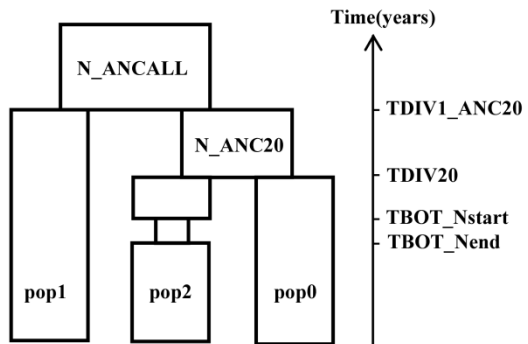 Time(years)
N_ANCALL
TDIV1_ANC20
N_ANC20
TDIV20
TBOT_Nstart
TBOT_Nend
pop1
pop2
pop0